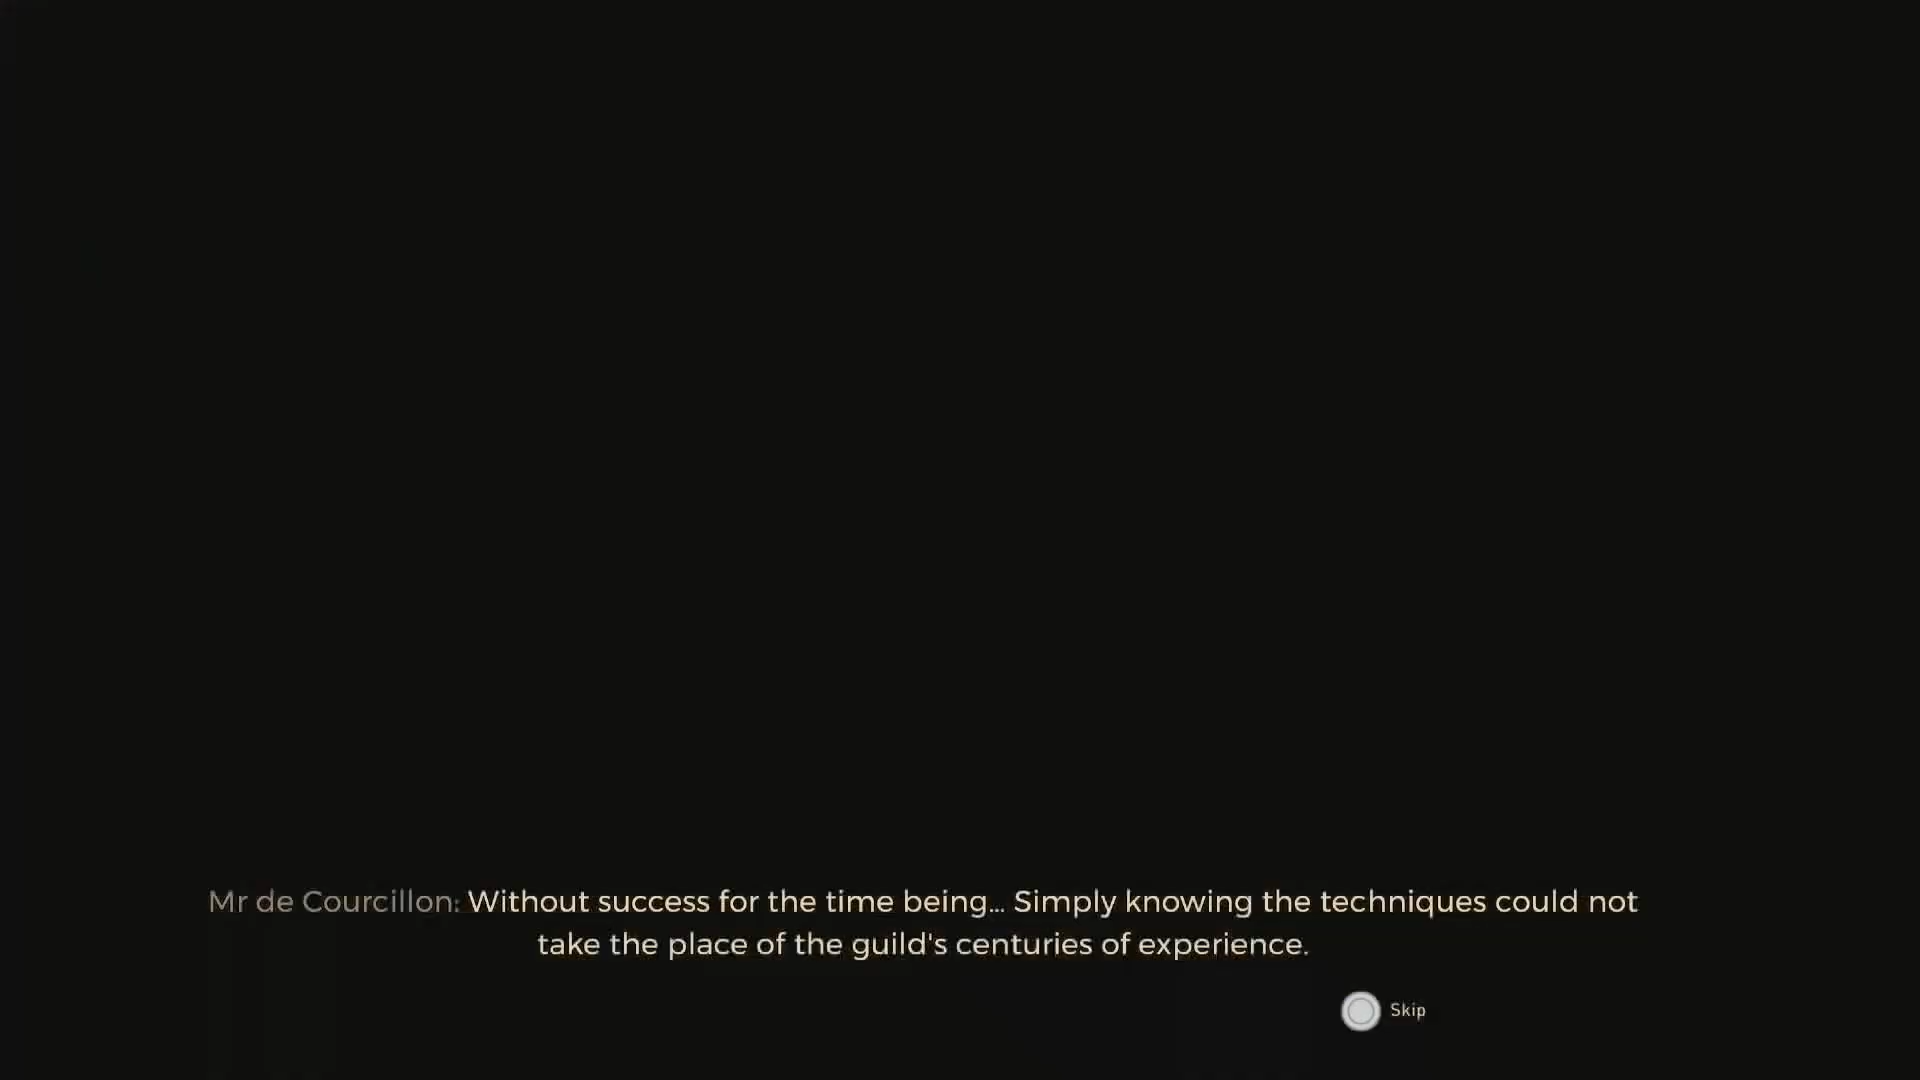 Mr de Courcillon: Without success for the time being... Simply knowing the techniques could not
take the place of the guild's centuries of experience.
Skip